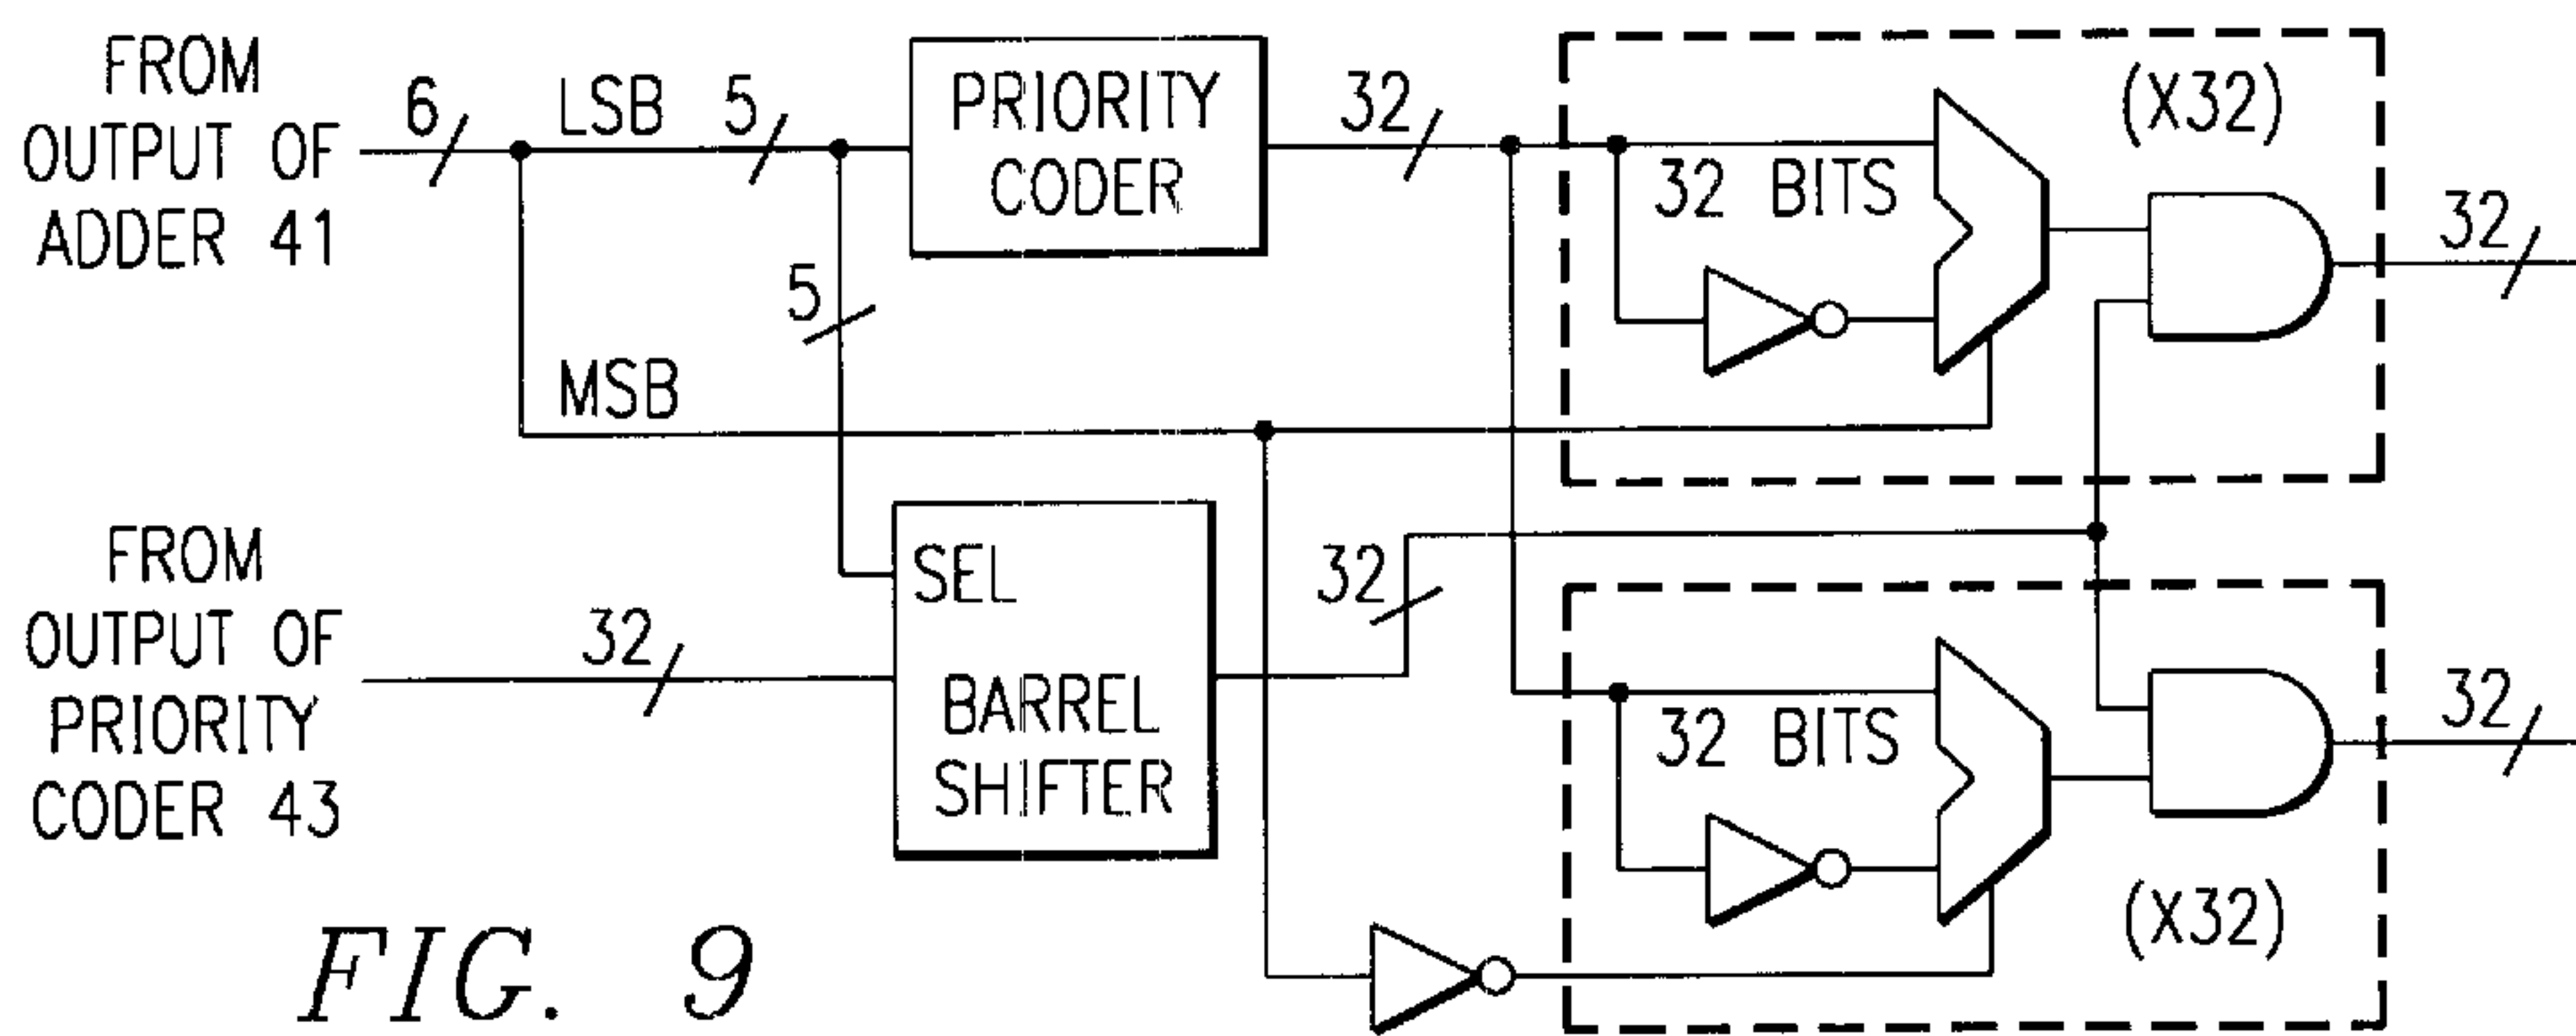 FROM
OUTPUT OF
ADDER 41
6
LSB
5
PRIORITY
CODER
32
32 BITS
(X32)
32
5
MSB
FROM
OUTPUT OF
PRIORITY
CODER 43
32
SEL
BARREL
SHIFTER
32
32 BITS
(X32)
32
FIG. 9